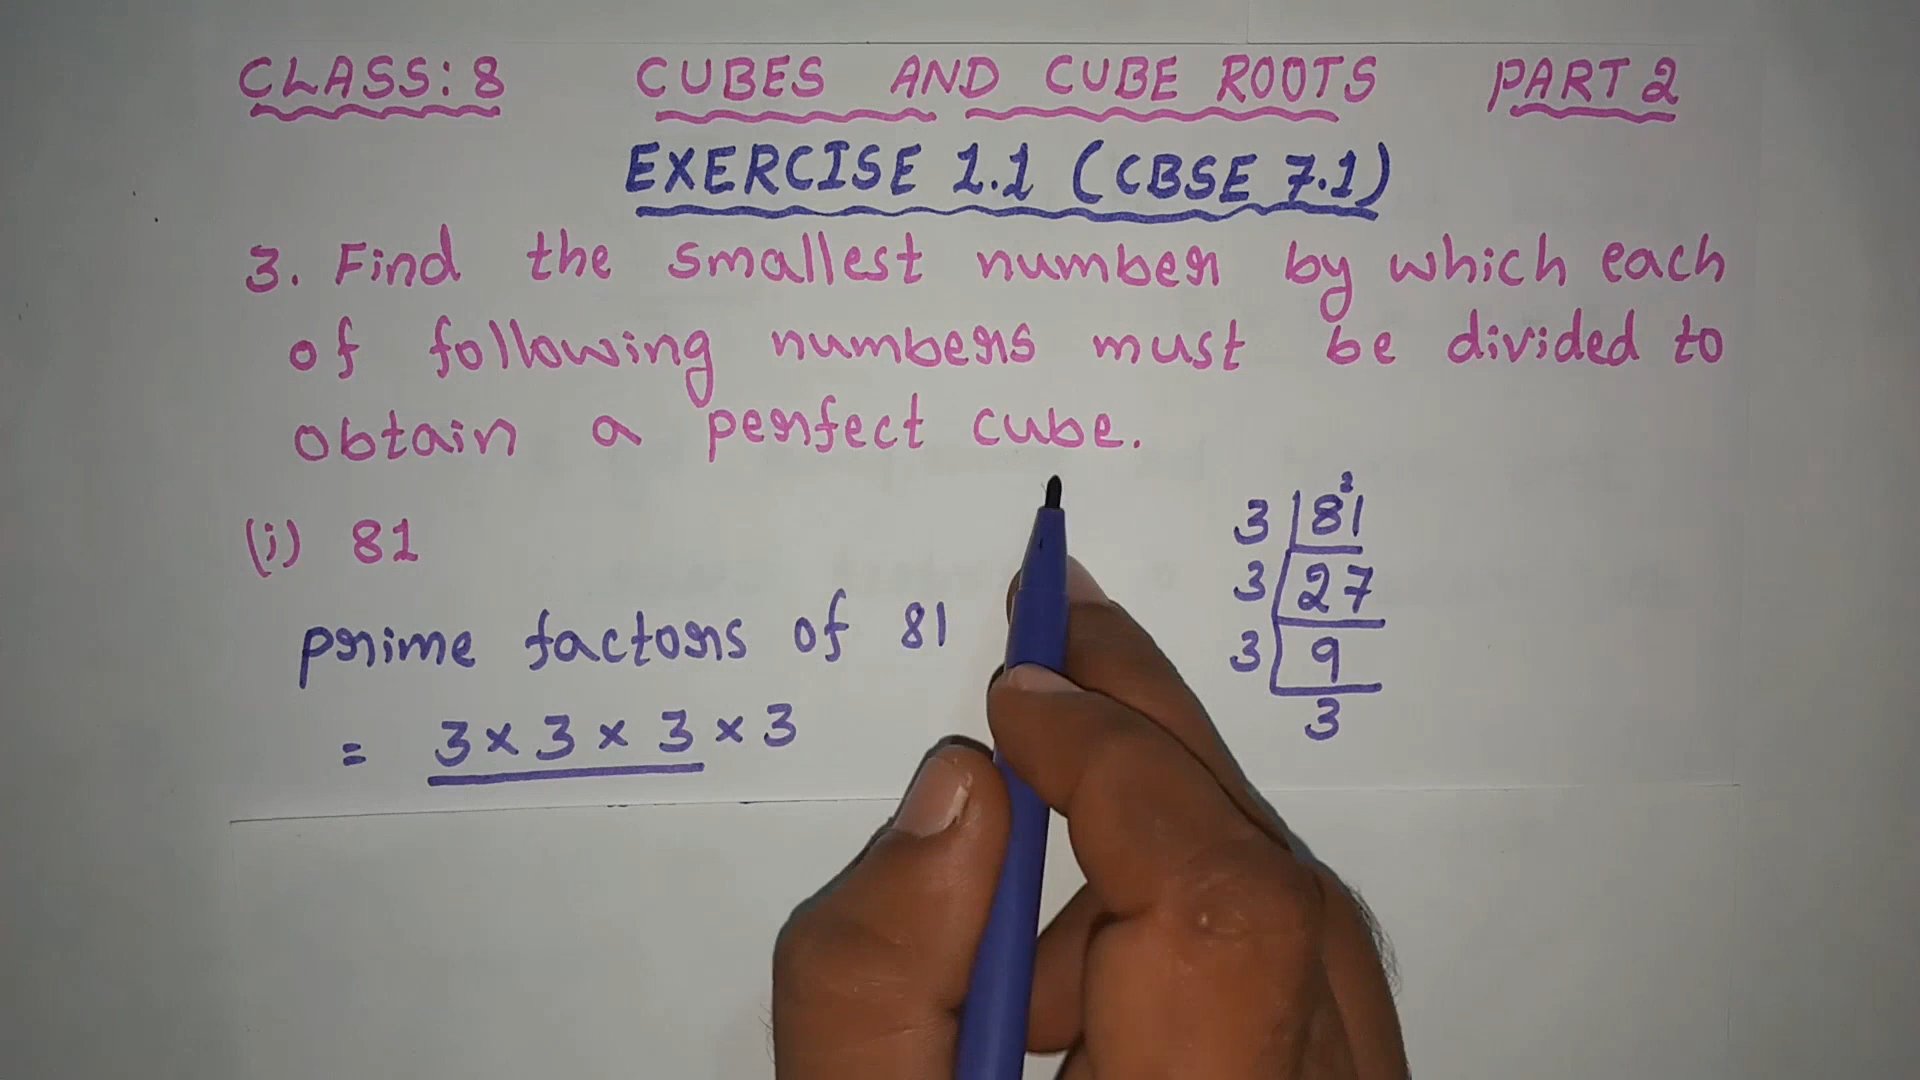 CLASS: 8 CUBES AND CUBE ROOTS PART 2
EXERCISE 1.1 (CBSE 7.1)
3. Find the smallest number by which each
of following numbers must be divided to
obtain a perfect cube.
(i) 81
prime factors of 81
= 3 × 3 × 3 × 3
3 | 8²1
3 | 27
3 | 9
3